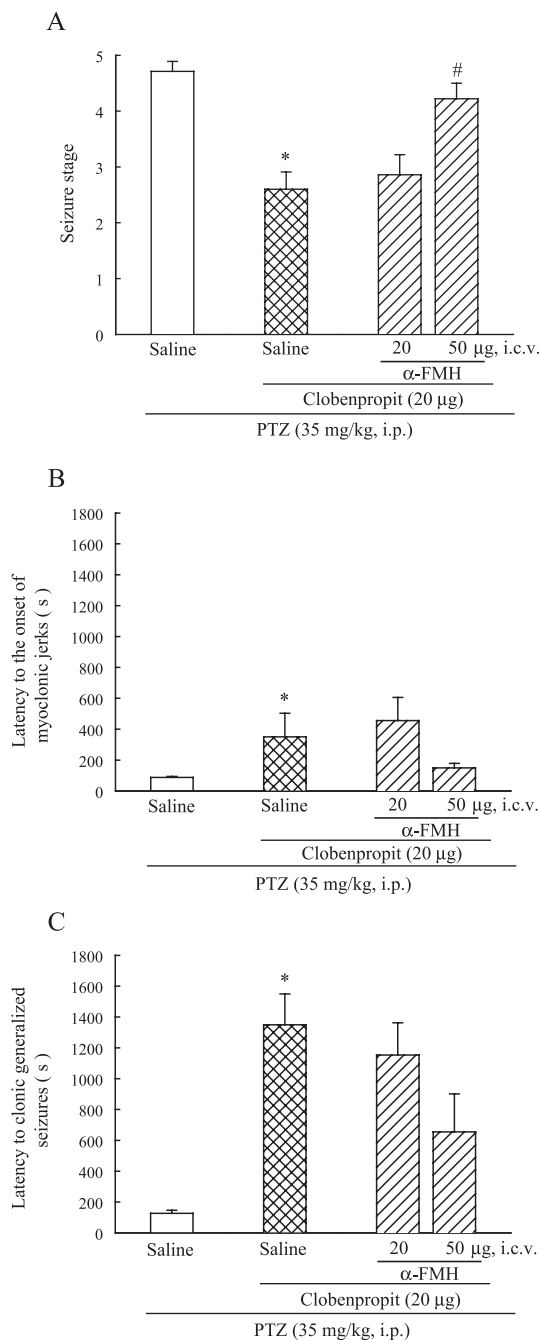 A
Seizure stage
5
4
3
2
1
0
*
#
Saline Saline 20 50 µg, i.c.v.
α-FMH
Clobenpropit (20 µg)
PTZ (35 mg/kg, i.p.)
B
Latency to the onset of
myoclonic jerks ( s )
1800
1600
1400
1200
1000
800
600
400
200
0
*
Saline Saline 20 50 µg, i.c.v.
α-FMH
Clobenpropit (20 µg)
PTZ (35 mg/kg, i.p.)
C
Latency to clonic generalized
seizures ( s )
1800
1600
1400
1200
1000
800
600
400
200
0
*
Saline Saline 20 50 µg, i.c.v.
α-FMH
Clobenpropit (20 µg)
PTZ (35 mg/kg, i.p.)